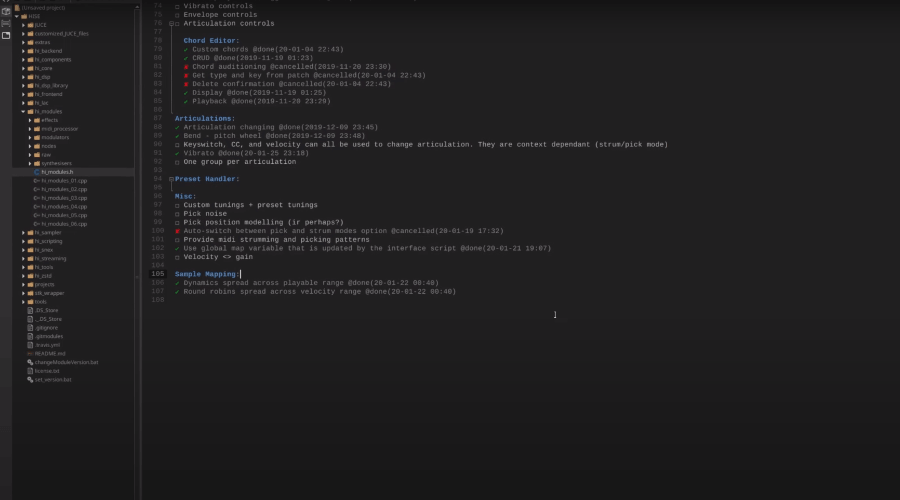 (Unsaved project)
HISE
JUCE
customized_JUCE_files
extras
hi_backend
hi_components
hi_core
hi_dsp
hi_dsp_library
hi_frontend
hi_lac
hi_modules
effects
midi_processor
modulators
nodes
raw
synthesisers
hi_modules.h
hi_modules_01.cpp
hi_modules_02.cpp
hi_modules_03.cpp
hi_modules_04.cpp
hi_modules_05.cpp
hi_modules_06.cpp
hi_sampler
hi_scripting
hi_snex
hi_streaming
hi_tools
hi_zstd
projects
stk_wrapper
tools
.DS_Store
._.DS_Store
.gitignore
.gitmodules
.travis.yml
README.md
changeModuleVersion.bat
license.txt
set_version.bat
74 Vibrato controls
75 Envelope controls
76 Articulation controls
77
78 Chord Editor:
79 ✓ Custom chords @done(20-01-04 22:43)
80 ✓ CRUD @done(2019-11-19 01:23)
81 ✘ Chord auditioning @cancelled(2019-11-20 23:30)
82 ✘ Get type and key from patch @cancelled(20-01-04 22:43)
83 ✘ Delete confirmation @cancelled(20-01-04 22:43)
84 ✓ Display @done(2019-11-19 01:25)
85 ✓ Playback @done(2019-11-20 23:29)
86
87 Articulations:
88 ✓ Articulation changing @done(2019-12-09 23:45)
89 ✓ Bend - pitch wheel @done(2019-12-09 23:48)
90 ☐ Keyswitch, CC, and velocity can all be used to change articulation. They are context dependant (strum/pick mode)
91 ✓ Vibrato @done(20-01-25 23:18)
92 ☐ One group per articulation
93
94 Preset Handler:
95
96 Misc:
97 ☐ Custom tunings + preset tunings
98 ☐ Pick noise
99 ☐ Pick position modelling (ir perhaps?)
100 ✘ Auto-switch between pick and strum modes option @cancelled(20-01-19 17:32)
101 ☐ Provide midi strumming and picking patterns
102 ✓ Use global map variable that is updated by the interface script @done(20-01-21 19:07)
103 ☐ Velocity <> gain
104
105 Sample Mapping:
106 ✓ Dynamics spread across playable range @done(20-01-22 08:40)
107 ✓ Round robins spread across velocity range @done(20-01-22 08:40)
108